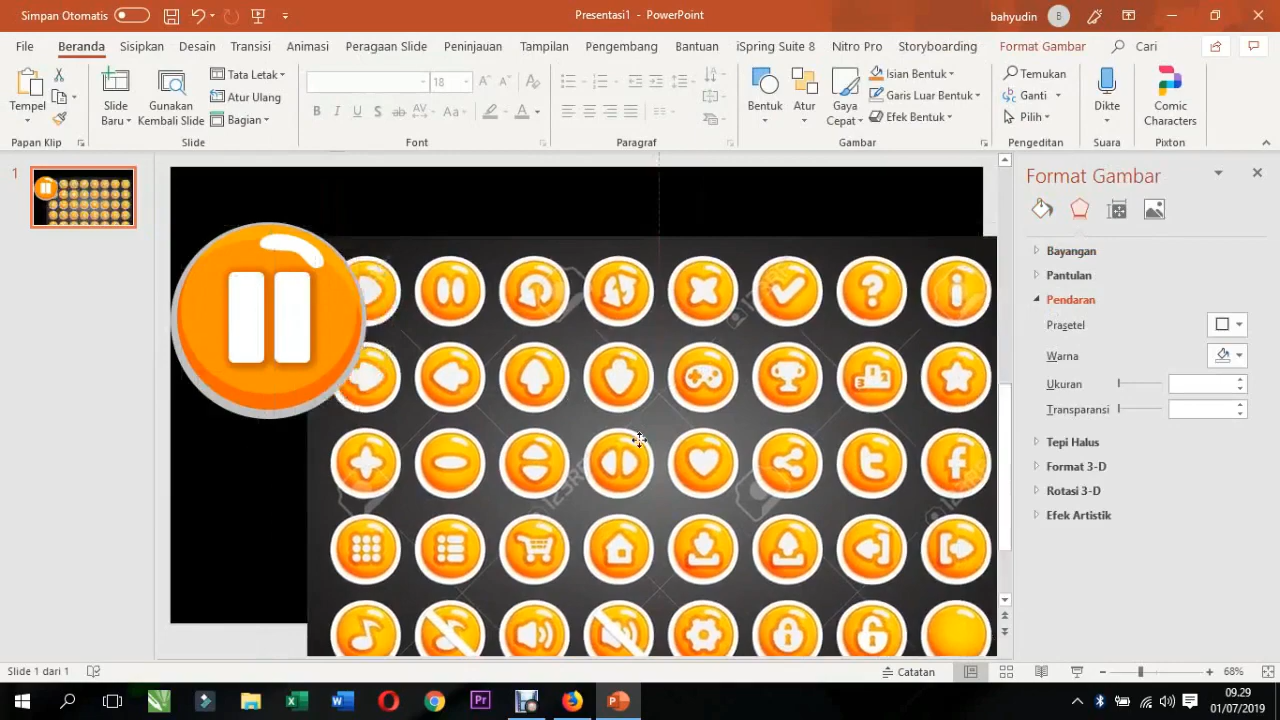 Simpan Otomatis
Presentasi1 - PowerPoint
bahyudin
B
File
Beranda
Sisipkan
Desain
Transisi
Animasi
Peragaan Slide
Peninjauan
Tampilan
Pengembang
Bantuan
iSpring Suite 8
Nitro Pro
Storyboarding
Format Gambar
Cari
Tempel
Slide Baru
Gunakan Kembali Slide
Tata Letak
Atur Ulang
Bagian
18
B I U S ab AV Aa A
Bentuk
Atur
Gaya Cepat
Isian Bentuk
Garis Luar Bentuk
Efek Bentuk
Temukan
Ganti
Pilih
Dikte
Comic Characters
Papan Klip
Slide
Font
Paragraf
Gambar
Pengeditan
Suara
Pixton
1
Format Gambar
Bayangan
Pantulan
Pendaran
Prasetel
Warna
Ukuran
Transparansi
Tepi Halus
Format 3-D
Rotasi 3-D
Efek Artistik
Slide 1 dari 1
Catatan
68%
09.29
01/07/2019